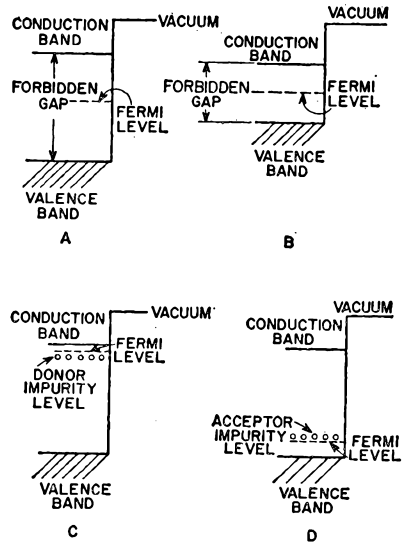 CONDUCTION
BAND
VACUUM
FORBIDDEN
GAP
FERMI
LEVEL
VALENCE
BAND
A
VACUUM
CONDUCTION
BAND
FORBIDDEN
GAP
FERMI
LEVEL
VALENCE
BAND
B
CONDUCTION
BAND
VACUUM
FERMI
LEVEL
DONOR
IMPURITY
LEVEL
VALENCE
BAND
C
VACUUM
CONDUCTION
BAND
ACCEPTOR
IMPURITY
LEVEL
FERMI
LEVEL
VALENCE
BAND
D